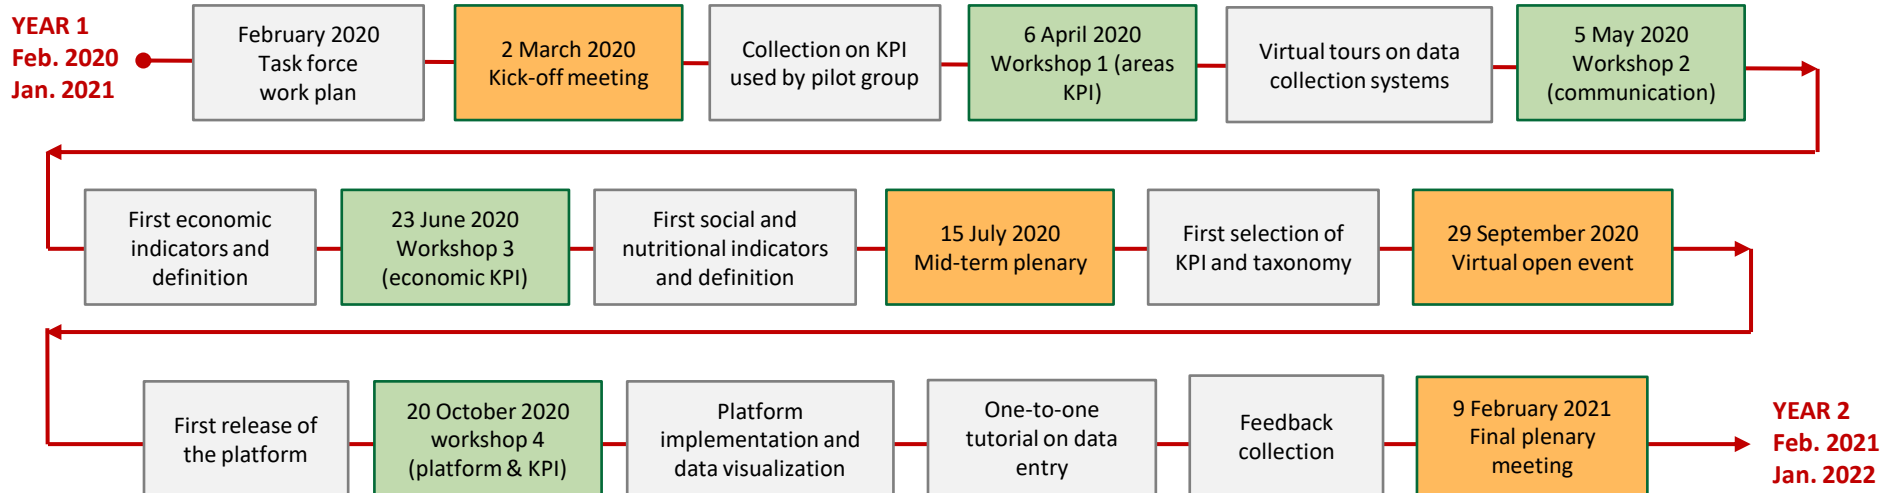 YEAR 1
Feb. 2020
Jan. 2021
February 2020
Task force
work plan
2 March 2020
Kick-off meeting
Collection on KPI
used by pilot group
6 April 2020
Workshop 1 (areas
KPI)
Virtual tours on data
collection systems
5 May 2020
Workshop 2
(communication)
First economic
indicators and
definition
23 June 2020
Workshop 3
(economic KPI)
First social and
nutritional indicators
and definition
15 July 2020
Mid-term plenary
First selection of
KPI and taxonomy
29 September 2020
Virtual open event
First release of
the platform
20 October 2020
workshop 4
(platform & KPI)
Platform
implementation and
data visualization
One-to-one
tutorial on data
entry
Feedback
collection
9 February 2021
Final plenary
meeting
YEAR 2
Feb. 2021
Jan. 2022